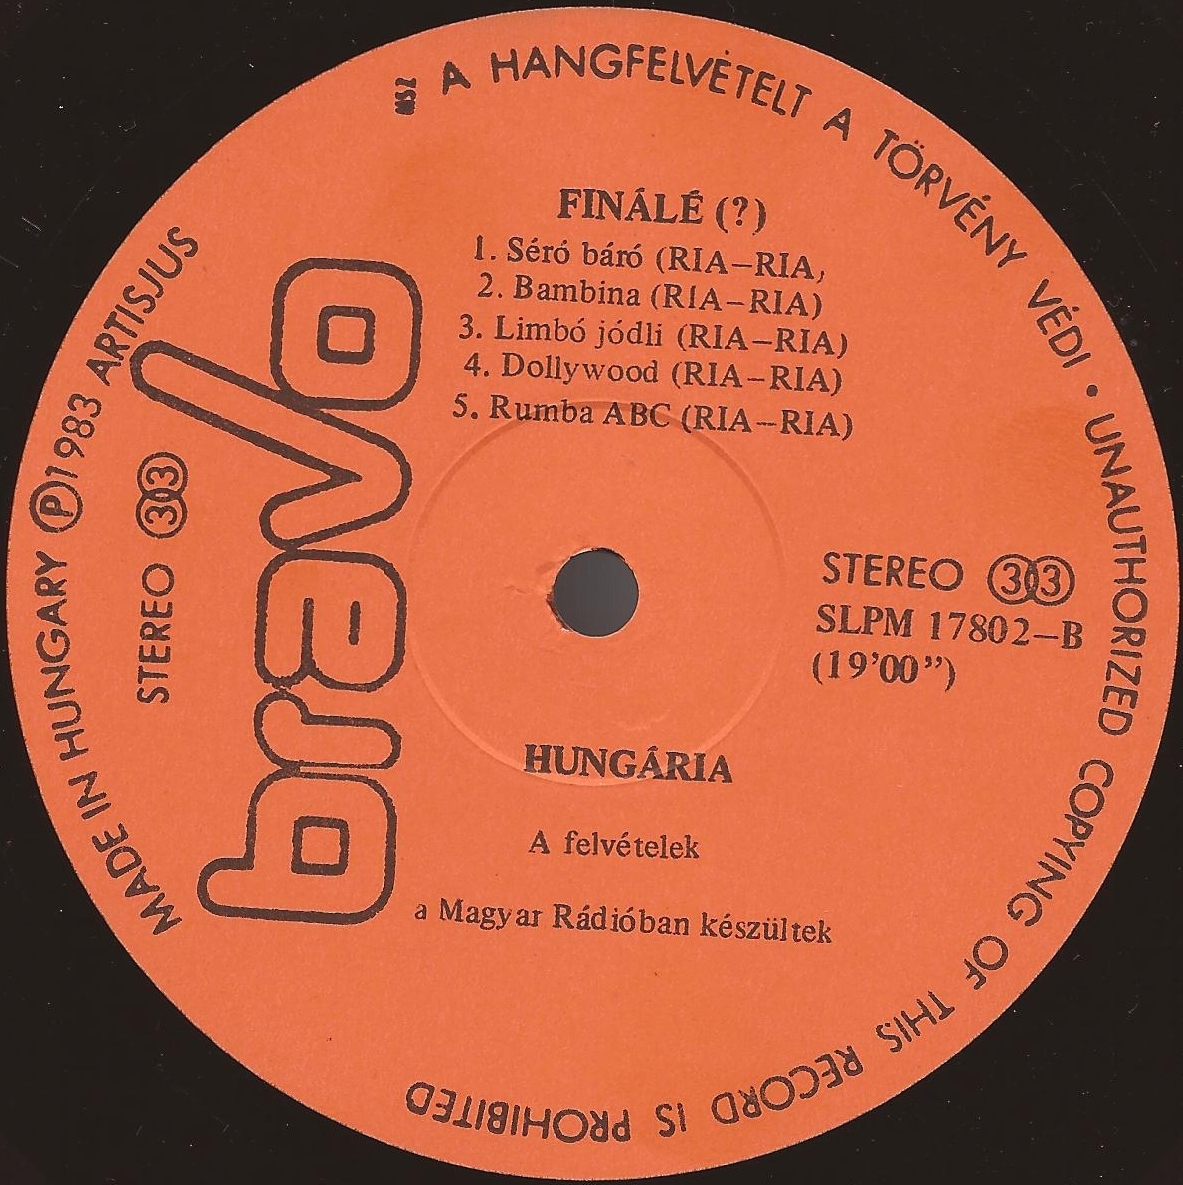 A HANGFELVÉTELT A TÖRVÉNY VÉDI • UNAUTHORIZED COPYING OF THIS RECORD IS PROHIBITED
MADE IN HUNGARY Ⓟ 1983 ARTISJUS
FINÁLÉ (?)
1. Séró báró (RIA–RIA,
2. Bambina (RIA–RIA)
3. Limbó jódli (RIA–RIA)
4. Dollywood (RIA–RIA)
5. Rumba ABC (RIA–RIA)
bravo
STEREO 33
STEREO 33
SLPM 17802–B
(19’00”)
HUNGÁRIA
A felvételek
a Magyar Rádióban készültek